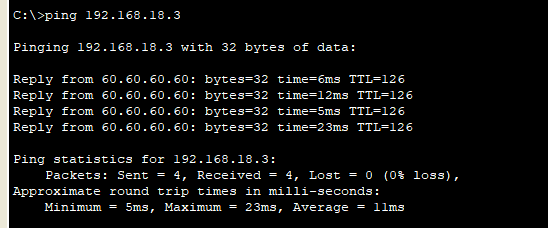 C:\>ping 192.168.18.3
Pinging 192.168.18.3 with 32 bytes of data:
Reply from 60.60.60.60: bytes=32 time=6ms TTL=126
Reply from 60.60.60.60: bytes=32 time=12ms TTL=126
Reply from 60.60.60.60: bytes=32 time=5ms TTL=126
Reply from 60.60.60.60: bytes=32 time=23ms TTL=126
Ping statistics for 192.168.18.3:
Packets: Sent = 4, Received = 4, Lost = 0 (0% loss),
Approximate round trip times in milli-seconds:
Minimum = 5ms, Maximum = 23ms, Average = 11ms